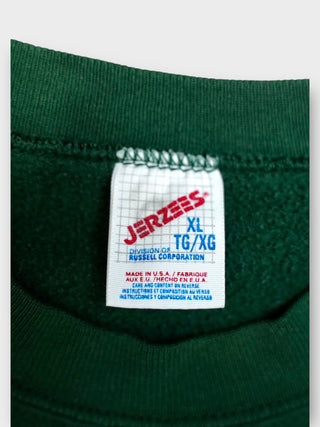 JERZEES
XL
TG/XG
DIVISION OF
RUSSELL CORPORATION
MADE IN U.S.A./FABRIQUE
AUX E.U./HECHO EN E.U.A.
CARE AND CONTENT ON REVERSE
INSTRUCTIONS ET COMPOSITION AU VERSO
INSTRUCCIONES Y COMPOSICION AL REVERSO